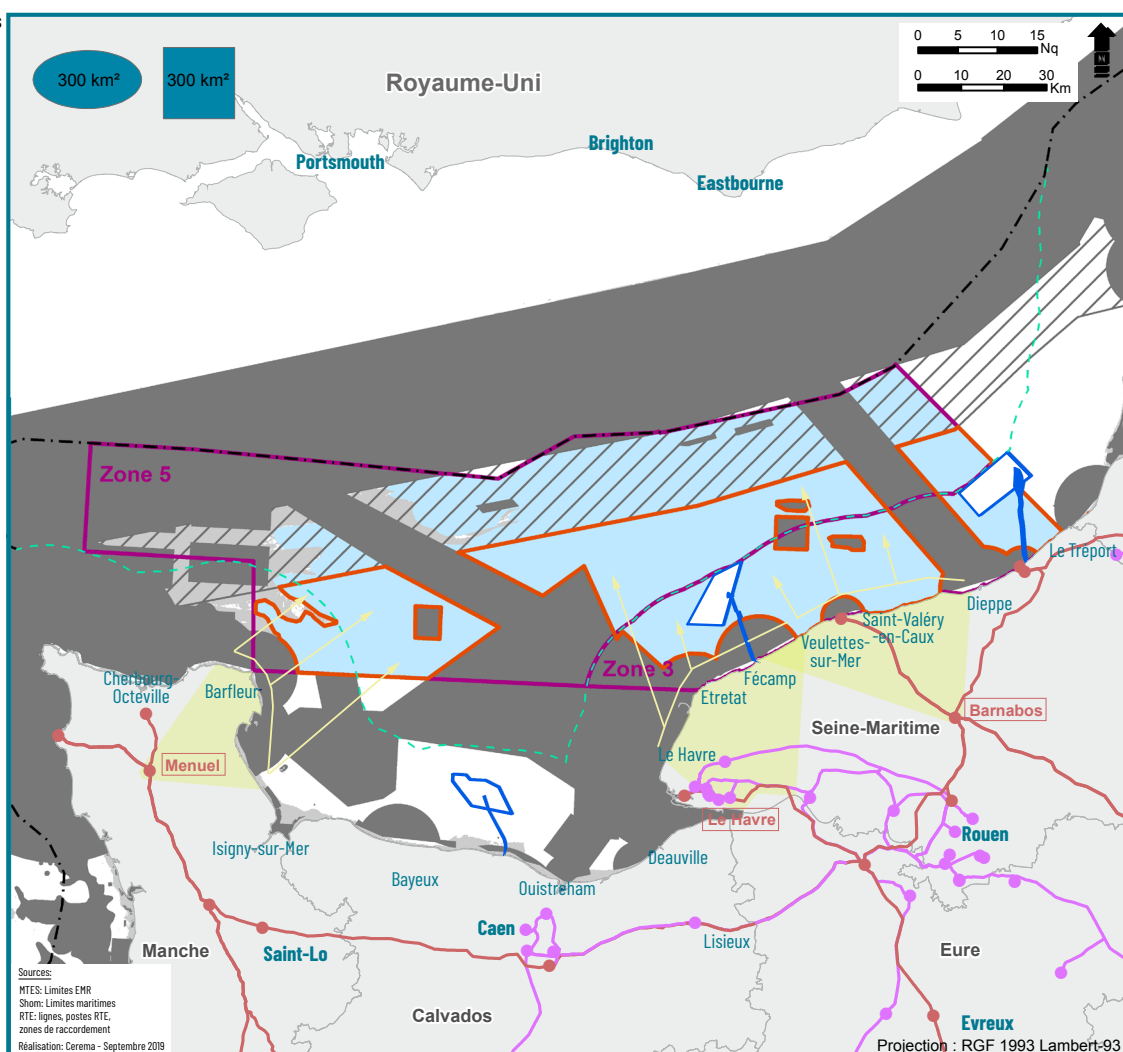 s
300 km²
300 km²
Royaume-Uni
0 5 10 15
Nq
0 10 20 30
Km
N
Portsmouth
Brighton
Eastbourne
Zone 5
Zone 3
Le Tréport
Dieppe
Saint-Valéry
-en-Caux
Veulettes-
sur-Mer
Fécamp
Etretat
Cherbourg-
Octeville
Barfleur
Menuel
Seine-Maritime
Barnabos
Le Havre
Le Havre
Rouen
Isigny-sur-Mer
Bayeux
Ouistreham
Deauville
Caen
Lisieux
Manche
Saint-Lo
Eure
Calvados
Evreux
Sources:
MTES: Limites EMR
Shom: Limites maritimes
RTE: lignes, postes RTE,
zones de raccordement
Réalisation: Cerema - Septembre 2019
Projection : RGF 1993 Lambert-93